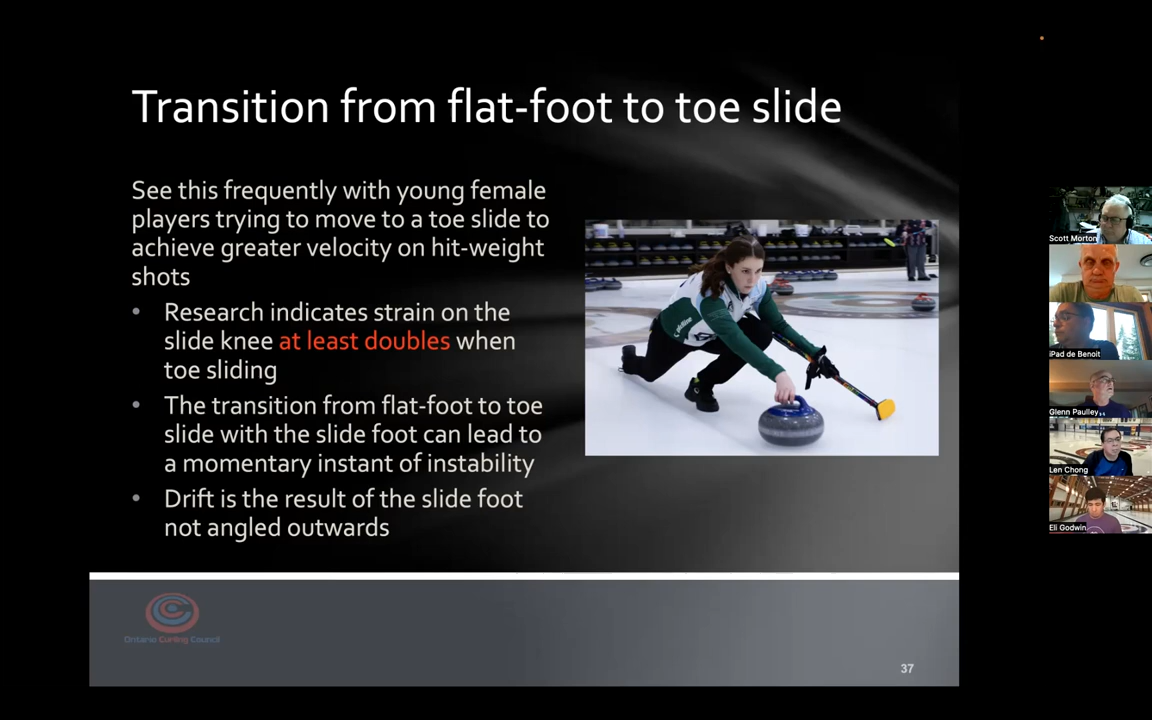 Transition from flat-foot to toe slide
See this frequently with young female
players trying to move to a toe slide to
achieve greater velocity on hit-weight
shots
• Research indicates strain on the
slide knee at least doubles when
toe sliding
• The transition from flat-foot to toe
slide with the slide foot can lead to
a momentary instant of instability
• Drift is the result of the slide foot
not angled outwards
Ontario Curling Council
37
Scott Morton
iPad de Benoit
Glenn Paulley
Len Chong
Eli Godwin